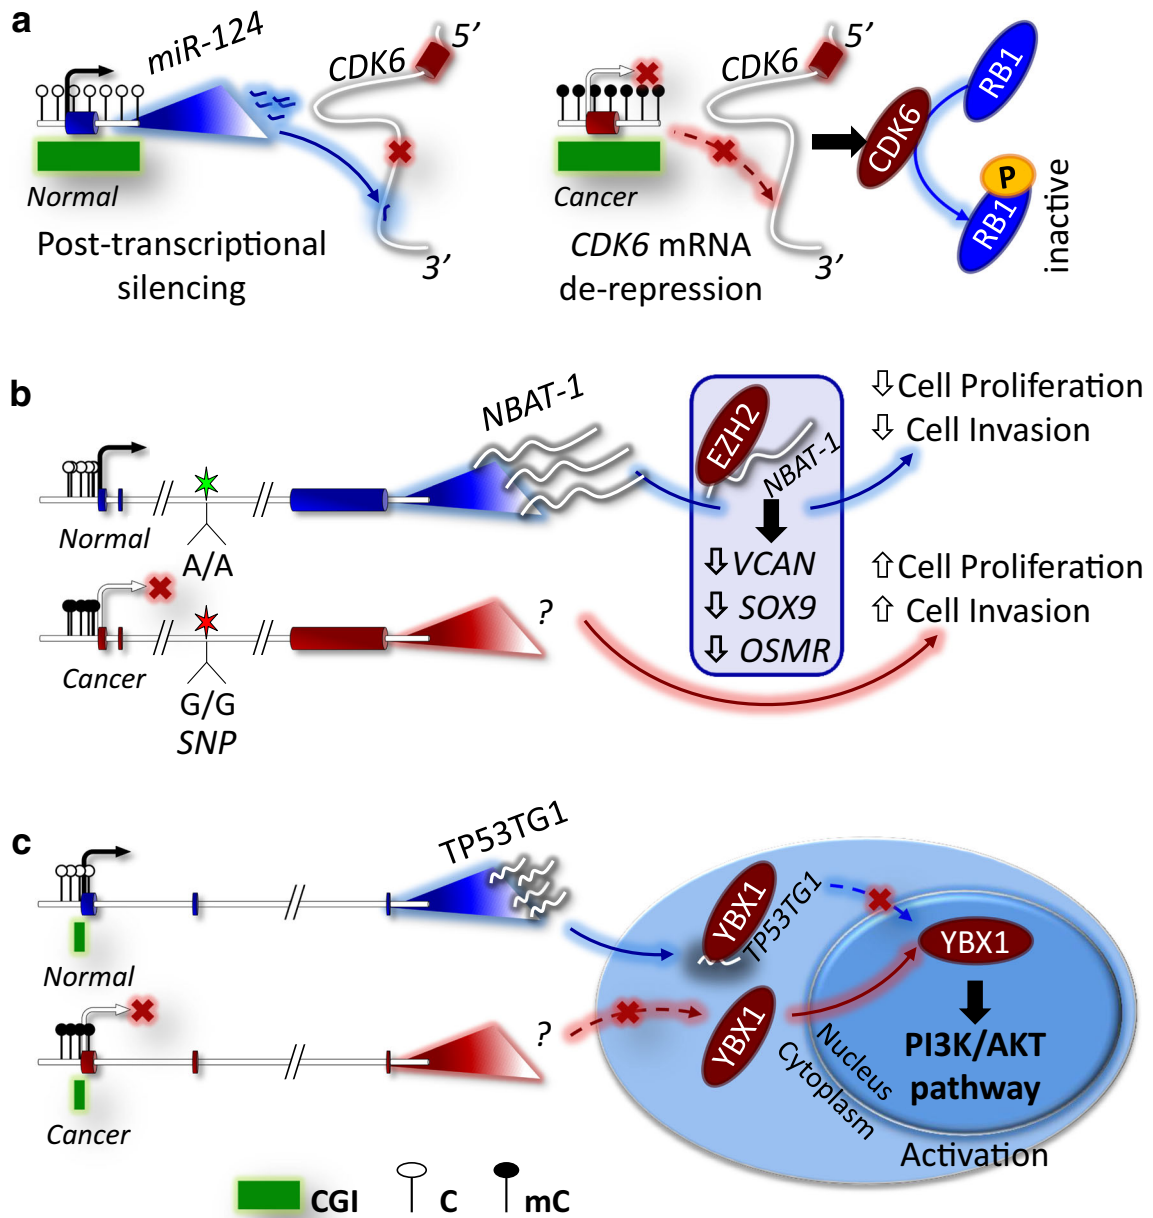 a
miR-124
CDK6
5’
Normal
Post-transcriptional
silencing
3’
CDK6
5’
Cancer
CDK6 mRNA
de-repression
3’
CDK6
RB1
P
RB1
inactive
b
NBAT-1
Normal
A/A
Cancer
G/G
SNP
?
EZH2
NBAT-1
VCAN
SOX9
OSMR
Cell Proliferation
Cell Invasion
Cell Proliferation
Cell Invasion
c
TP53TG1
Normal
Cancer
?
YBX1
TP53TG1
YBX1
YBX1
PI3K/AKT
pathway
Nucleus
Cytoplasm
Activation
CGI
C
mC